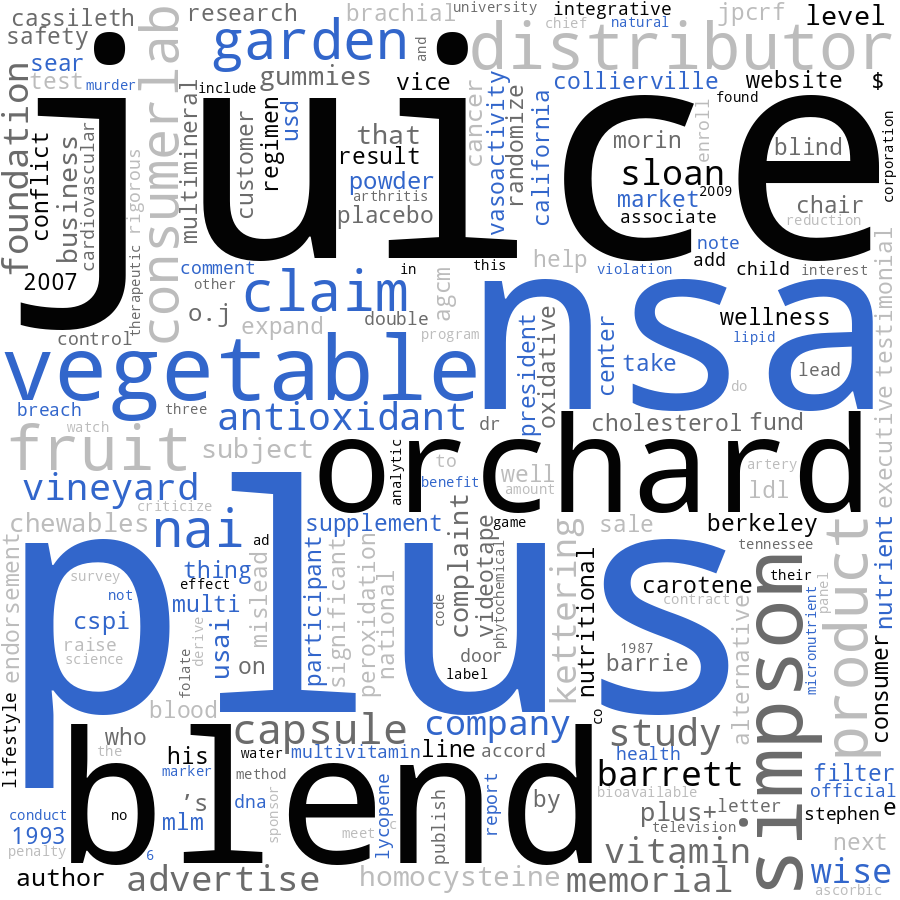 cassileth
research
brachial
university
integrative
chief
natural
jpcrf
level
safety
garden
and
distributor
sear
test
murder
consumerlab
gummies
include
vice
collierville
website
$
found
foundation
juice
conflict
business
cardiovascular
rigorous
therapeutic
multimineral
customer
regimen
usd
that
result
powder
arthritis
placebo
cancer
vasoactivity
randomize
california
morin
sloan
market
2009
associate
enroll
blind
chair
reduction
corporation
2007
comment
other
in
this
help
violation
note
add
child
interest
claim
o.j
expand
double
agcm
program
nsa
wellness
lipid
control
vegetable
president
oxidative
center
take
lead
do
testimonial
executive
breach
three
antioxidant
dr
cholesterol
fund
watch
fruit
subject
orchard
analytic
to
well
benefit
amount
artery
ldl
vineyard
criticize
chewables
nai
supplement
game
sale
berkeley
tennessee
endorsement
plus
ad
thing
survey
not
effect
cspi
multi
raise
science
derive
folate
usai
mislead
on
participant
significant
peroxidation
national
code
complaint
videotape
phytochemical
door
label
kettering
nutritional
carotene
their
contract
1987
barrie
alternative
simpson
micronutrient
panel
product
nutrient
consumer
lifestyle
blood
capsule
company
co
study
who
the
blend
his
water
multivitamin
line
accord
health
marker
method
barrett
filter
bioavailable
official
conduct
no
's
dna
sponsor
mlm
lycopene
publish
report
by
plus+
letter
television
stephen
e
1993
penalty
6
meet
c
vitamin
next
author
advertise
homocysteine
memorial
wise
ascorbic